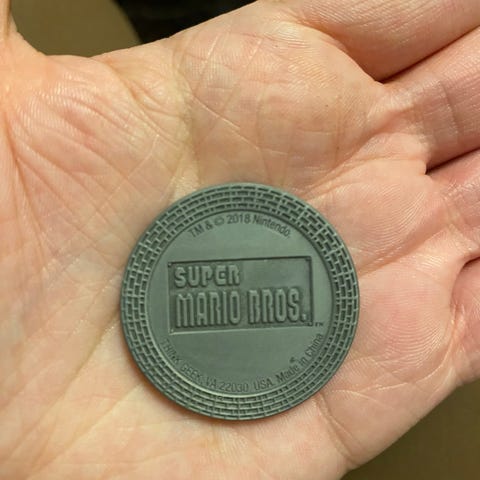 TM & © 2018 Nintendo.
SUPER
MARIO BROS.™
THINK GEEK, VA 22030 USA Made in China